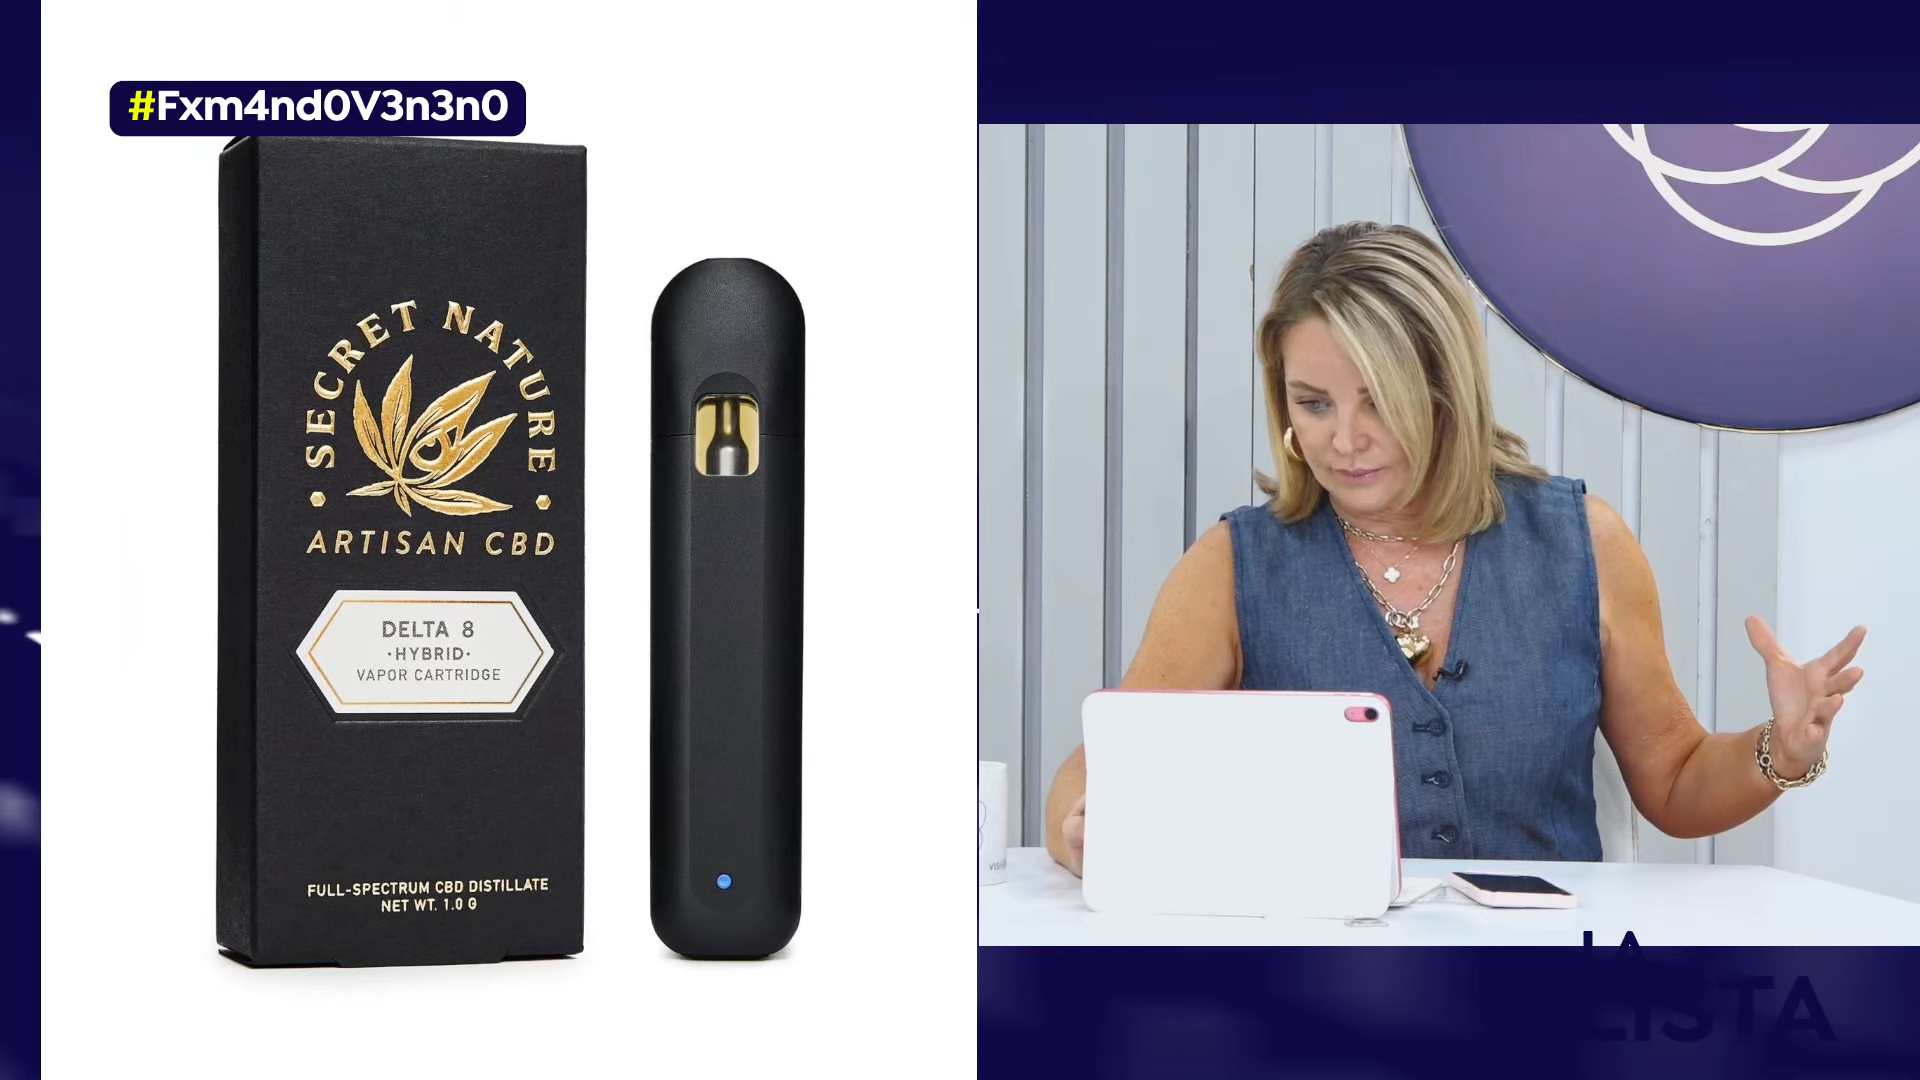 #Fxm4nd0V3n3n0
SECRET NATURE
ARTISAN CBD
DELTA 8
·HYBRID·
VAPOR CARTRIDGE
FULL-SPECTRUM CBD DISTILLATE
NET WT. 1.0 G
LA
LISTA